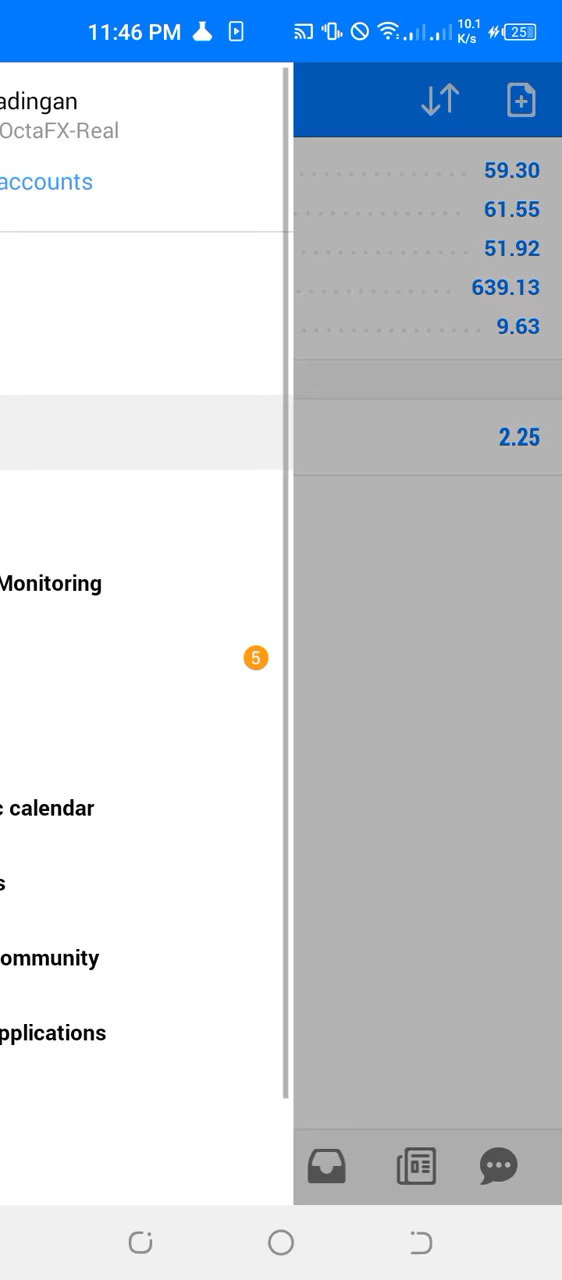 11:46 PM 10.1 K/s 25
adingan
OctaFX-Real
accounts
59.30
61.55
51.92
639.13
9.63
2.25
Monitoring
5
c calendar
s
ommunity
pplications